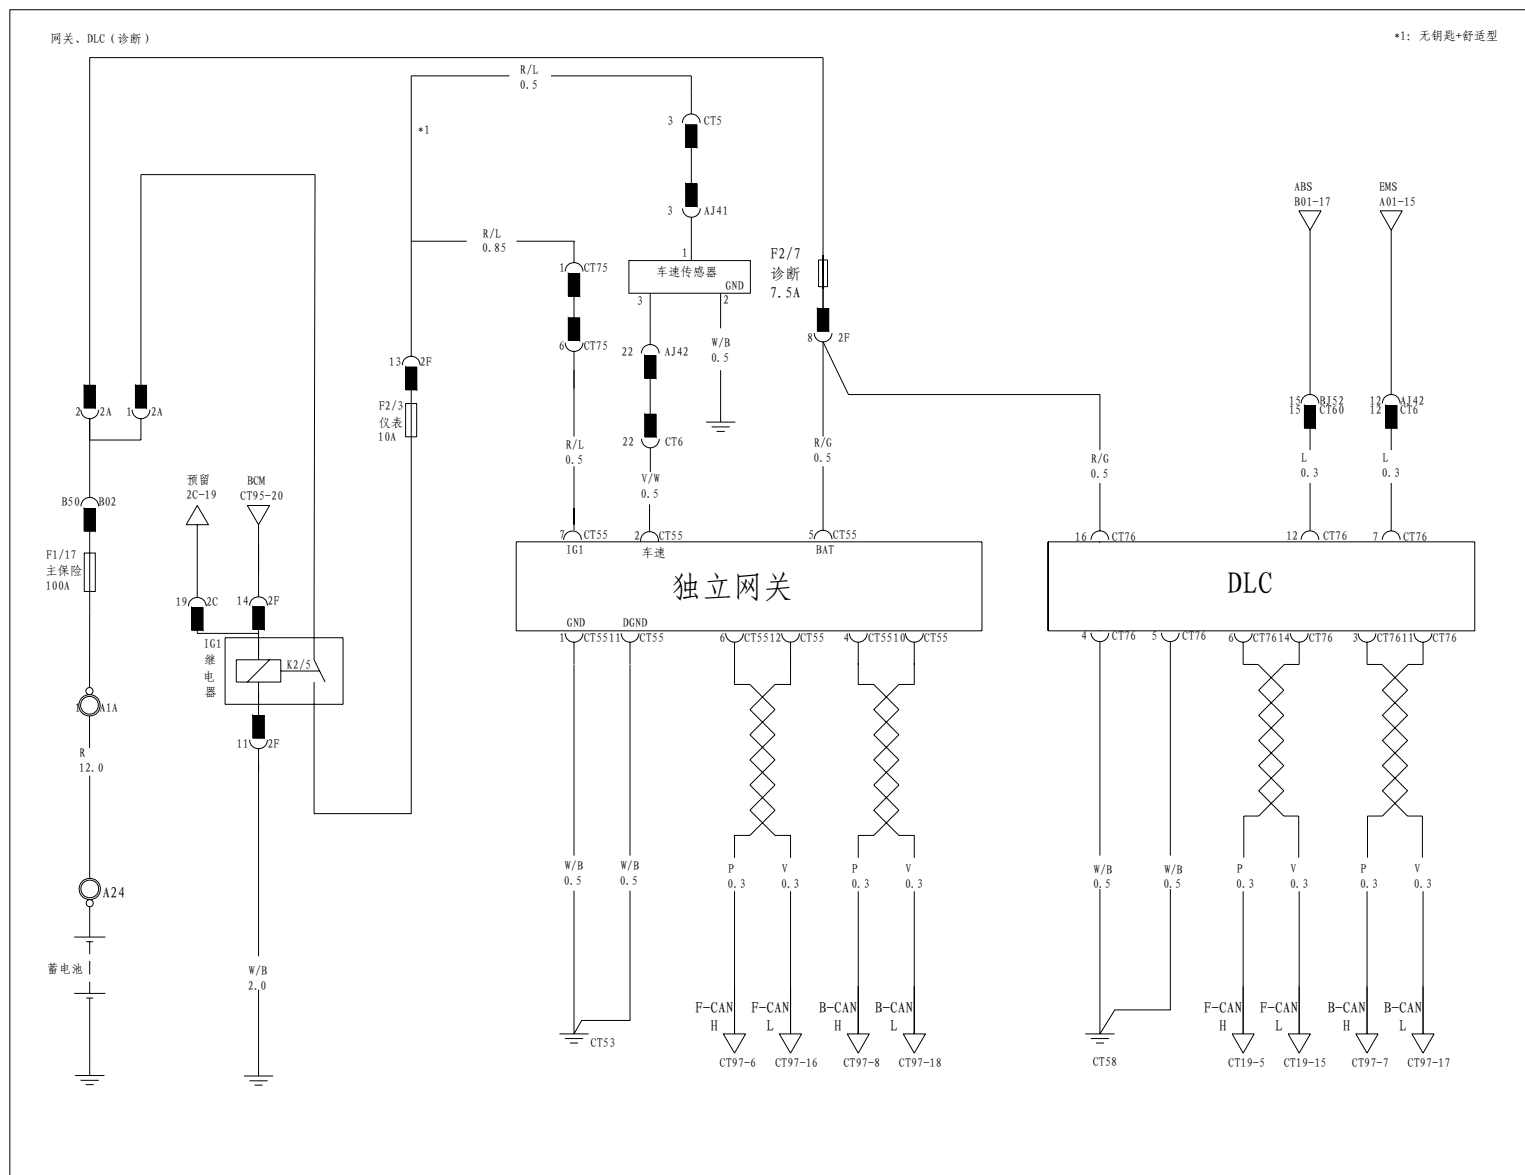 网关、DLC（诊断）
*1: 无钥匙+舒适型
R/L
0.5
*1
3 CT5
3 AJ41
R/L
0.85
1 CT75
6 CT75
1
车速传感器
GND
3
2
F2/7
诊断
7.5A
8 2F
ABS
B01-17
EMS
A01-15
W/B
0.5
22 AJ42
22 CT6
13 2F
F2/3
仪表
10A
2 2A
1 2A
15 BJ52
15 CT60
12 AJ42
12 CT6
R/L
0.5
V/W
0.5
R/G
0.5
R/G
0.5
L
0.3
L
0.3
预留
2C-19
BCM
CT95-20
B50 B02
F1/17
主保险
100A
19 2C
14 2F
IG1
继
电
器
K2/5
11 2F
1 A1A
R
12.0
A24
蓄电池
W/B
2.0
7 CT55
2 CT55
5 CT55
IG1
车速
BAT
独立网关
GND
DGND
1 CT55
11 CT55
6 CT55
12 CT55
4 CT55
10 CT55
16 CT76
12 CT76
7 CT76
DLC
4 CT76
5 CT76
6 CT76
14 CT76
3 CT76
11 CT76
W/B
0.5
W/B
0.5
P
0.3
V
0.3
P
0.3
V
0.3
W/B
0.5
W/B
0.5
P
0.3
V
0.3
P
0.3
V
0.3
F-CAN
H
F-CAN
L
B-CAN
H
B-CAN
L
F-CAN
H
F-CAN
L
B-CAN
H
B-CAN
L
CT53
CT97-6
CT97-16
CT97-8
CT97-18
CT58
CT19-5
CT19-15
CT97-7
CT97-17